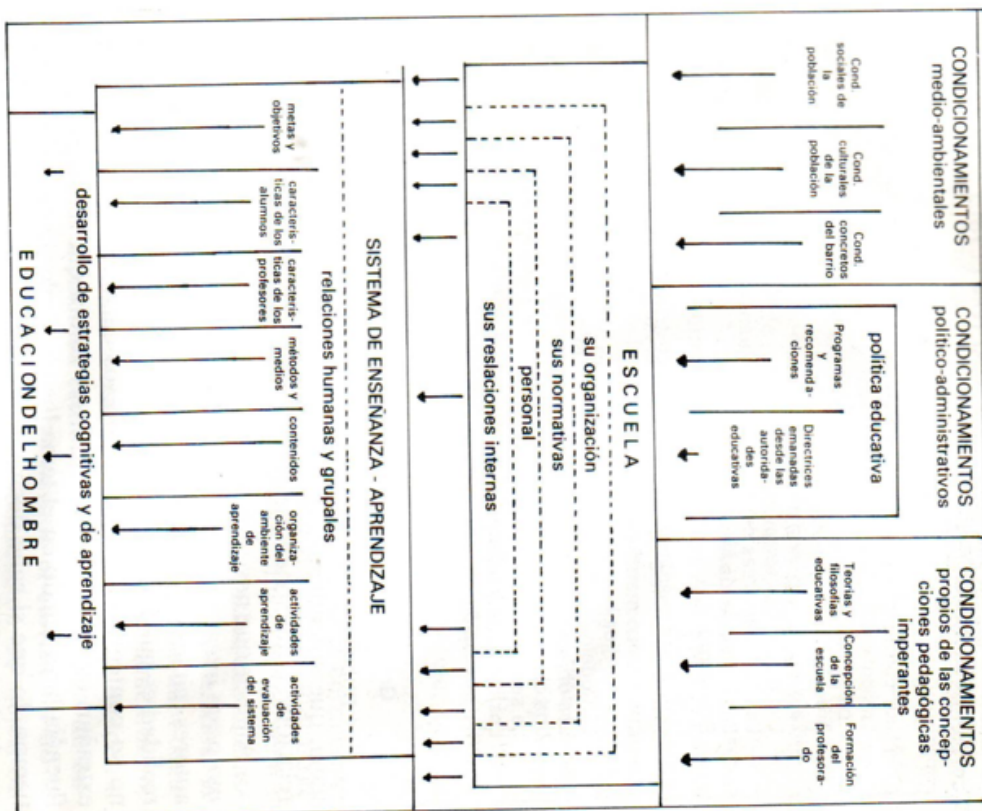 CONDICIONAMIENTOS
medio-ambientales
Cond.
sociales de
la
población
Cond.
culturales
de la
población
Cond.
concretos
del barrio
CONDICIONAMIENTOS
político-administrativos
política educativa
Programas
y
recomenda-
ciones
Directrices
emanadas
desde las
autorida-
des
educativas
CONDICIONAMIENTOS
propios de las concep-
ciones pedagógicas
imperantes
Teorías y
filosofías
educativas
Concepción
de la
escuela
Formación
del
profesora-
do
ESCUELA
su organización
sus normativas
personal
sus reslaciones internas
SISTEMA DE ENSEÑANZA - APRENDIZAJE
relaciones humanas y grupales
metas y
objetivos
caracteris-
ticas de los
alumnos
caracteris-
ticas de los
profesores
métodos y
medios
contenidos
organiza-
ción del
ambiente
de
aprendizaje
actividades
de
aprendizaje
actividades
de
evaluación
del sistema
desarrollo de estrategias cognitivas y de aprendizaje
EDUCACIONDELHOMBRE